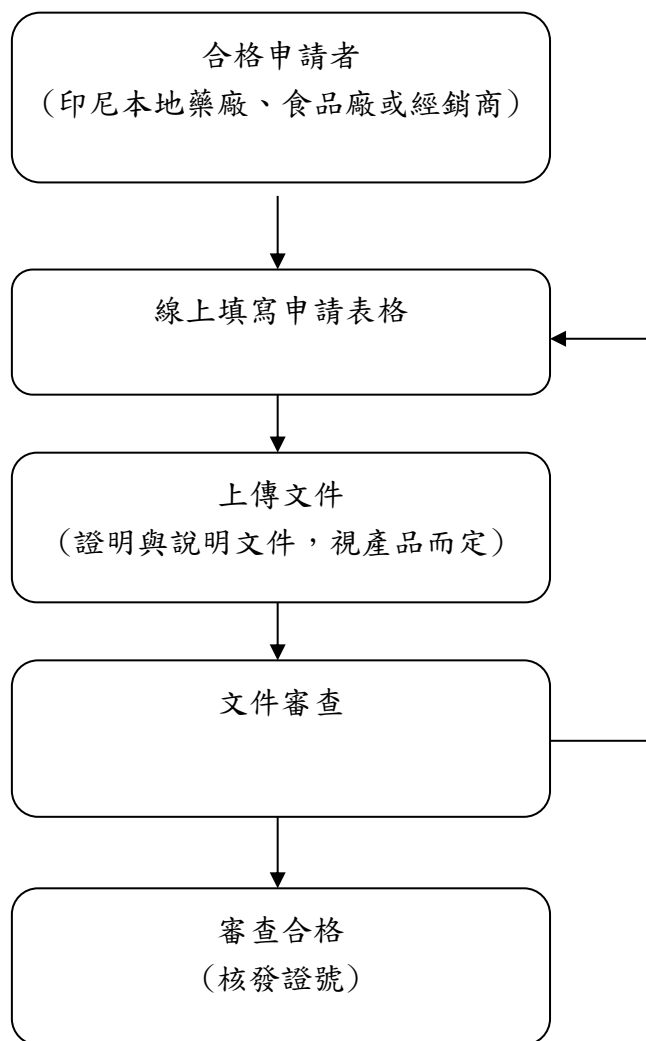 合格申請者
（印尼本地藥廠、食品廠或經銷商）
線上填寫申請表格
上傳文件
（證明與說明文件，視產品而定）
文件審查
審查合格
（核發證號）